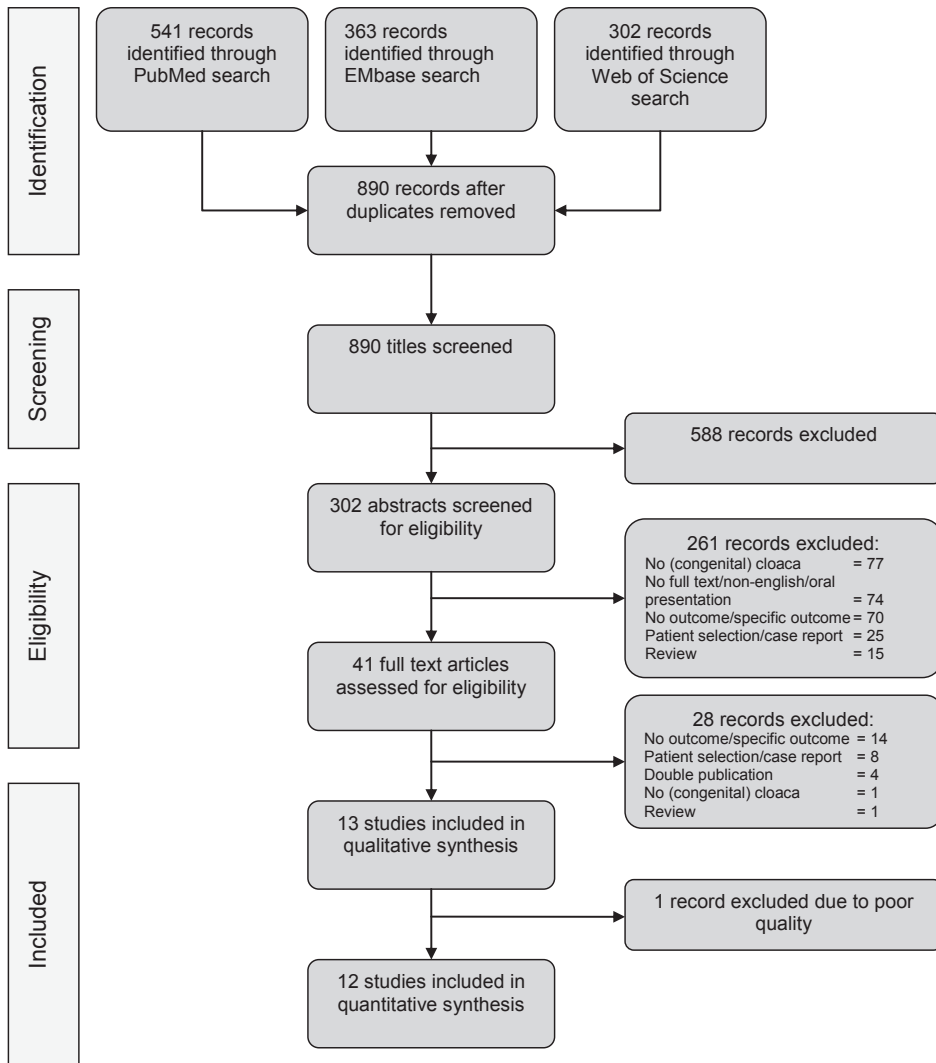 541 records
identified through
PubMed search
363 records
identified through
EMbase search
302 records
identified through
Web of Science
search
Identification
890 records after
duplicates removed
Screening
890 titles screened
588 records excluded
Eligibility
302 abstracts screened
for eligibility
261 records excluded:
No (congenital) cloaca = 77
No full text/non-english/oral
presentation = 74
No outcome/specific outcome = 70
Patient selection/case report = 25
Review = 15
41 full text articles
assessed for eligibility
28 records excluded:
No outcome/specific outcome = 14
Patient selection/case report = 8
Double publication = 4
No (congenital) cloaca = 1
Review = 1
Included
13 studies included in
qualitative synthesis
1 record excluded due to poor
quality
12 studies included in
quantitative synthesis